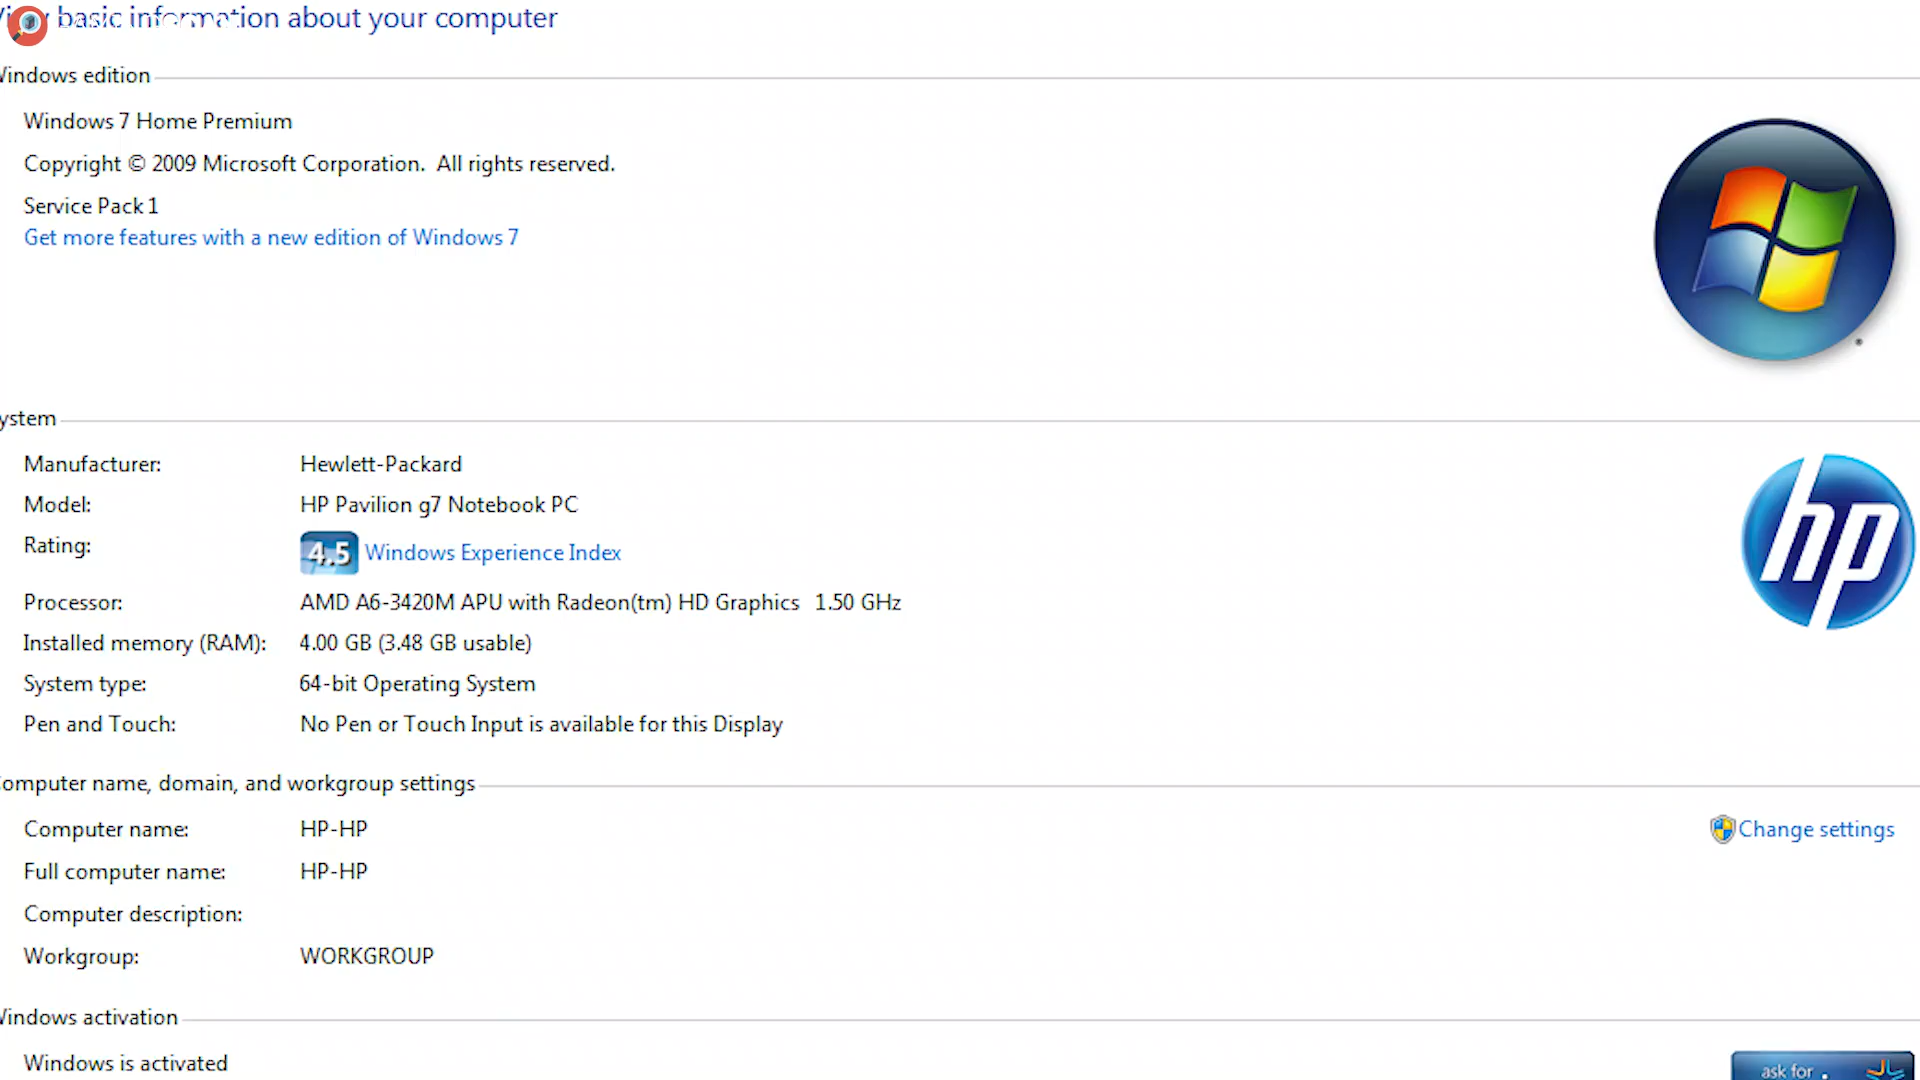 basic information about your computer
Windows edition
Windows 7 Home Premium
Copyright © 2009 Microsoft Corporation. All rights reserved.
Service Pack 1
Get more features with a new edition of Windows 7
ystem
Manufacturer: Hewlett-Packard
Model: HP Pavilion g7 Notebook PC
Rating: 4.5 Windows Experience Index
Processor: AMD A6-3420M APU with Radeon(tm) HD Graphics 1.50 GHz
Installed memory (RAM): 4.00 GB (3.48 GB usable)
System type: 64-bit Operating System
Pen and Touch: No Pen or Touch Input is available for this Display
hp
omputer name, domain, and workgroup settings
Computer name: HP-HP
Change settings
Full computer name: HP-HP
Computer description:
Workgroup: WORKGROUP
Windows activation
Windows is activated
ask for